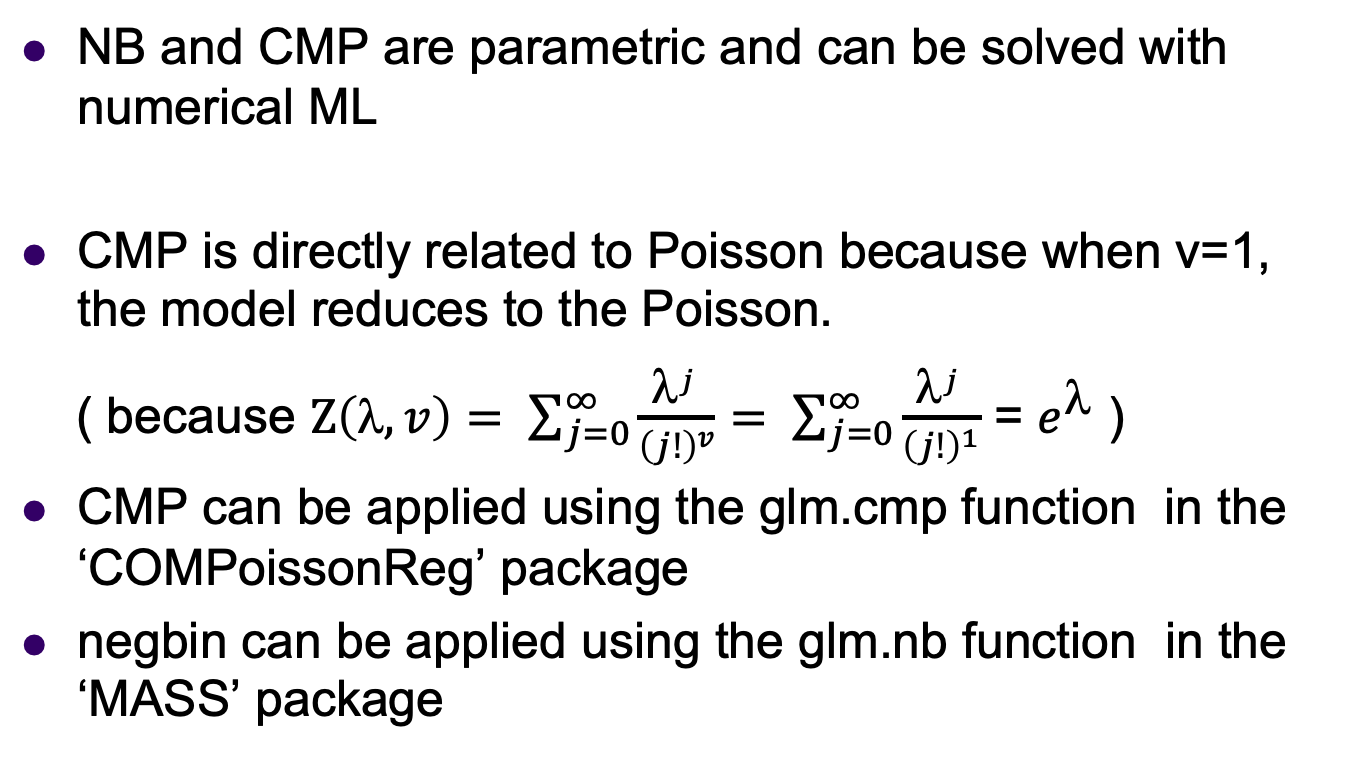 • NB and CMP are parametric and can be solved with
numerical ML
• CMP is directly related to Poisson because when v=1,
the model reduces to the Poisson.
( because Z(λ, 𝑣) = ∑_{j=0}^{∞} λ^j/(j!)^𝑣 = ∑_{j=0}^{∞} λ^j/(j!)^1 = e^λ )
• CMP can be applied using the glm.cmp function  in the
‘COMPoissonReg’ package
• negbin can be applied using the glm.nb function  in the
‘MASS’ package